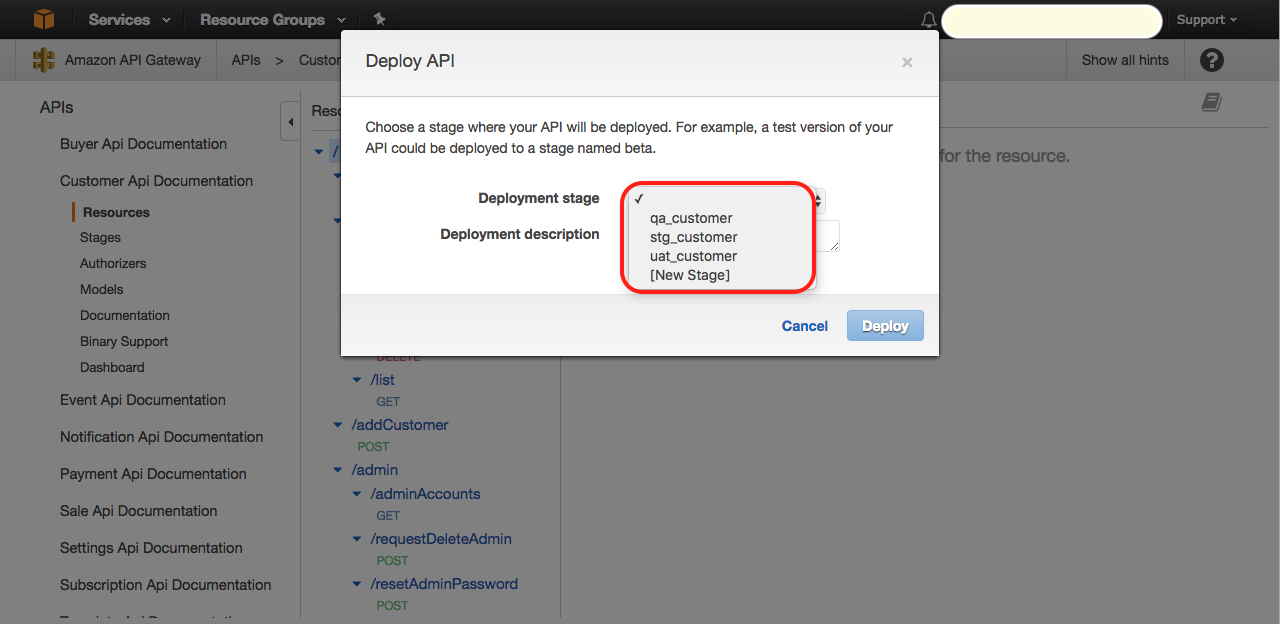 Services
Resource Groups
Support
Amazon API Gateway
APIs > Custor
Show all hints
?
APIs
Buyer Api Documentation
Customer Api Documentation
Resources
Stages
Authorizers
Models
Documentation
Binary Support
Dashboard
Event Api Documentation
Notification Api Documentation
Payment Api Documentation
Sale Api Documentation
Settings Api Documentation
Subscription Api Documentation
Reso
/
DELETE
/list
GET
/addCustomer
POST
/admin
/adminAccounts
GET
/requestDeleteAdmin
POST
/resetAdminPassword
POST
for the resource.
Deploy API
×
Choose a stage where your API will be deployed. For example, a test version of your
API could be deployed to a stage named beta.
Deployment stage
✓
qa_customer
stg_customer
uat_customer
[New Stage]
Deployment description
Cancel
Deploy